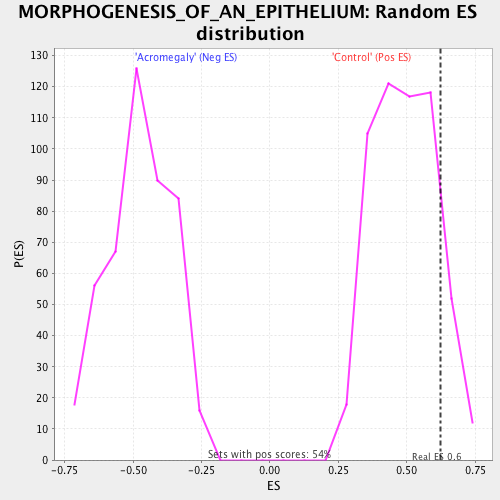 MORPHOGENESIS_OF_AN_EPITHELIUM: Random ES
distribution
'Acromegaly' (Neg ES)
'Control' (Pos ES)
130
120
110
100
90
80
70
60
50
40
30
20
10
0
P(ES)
Sets with pos scores: 54%
Real ES 0.6
-0.75
-0.50
-0.25
0.00
0.25
0.50
0.75
ES